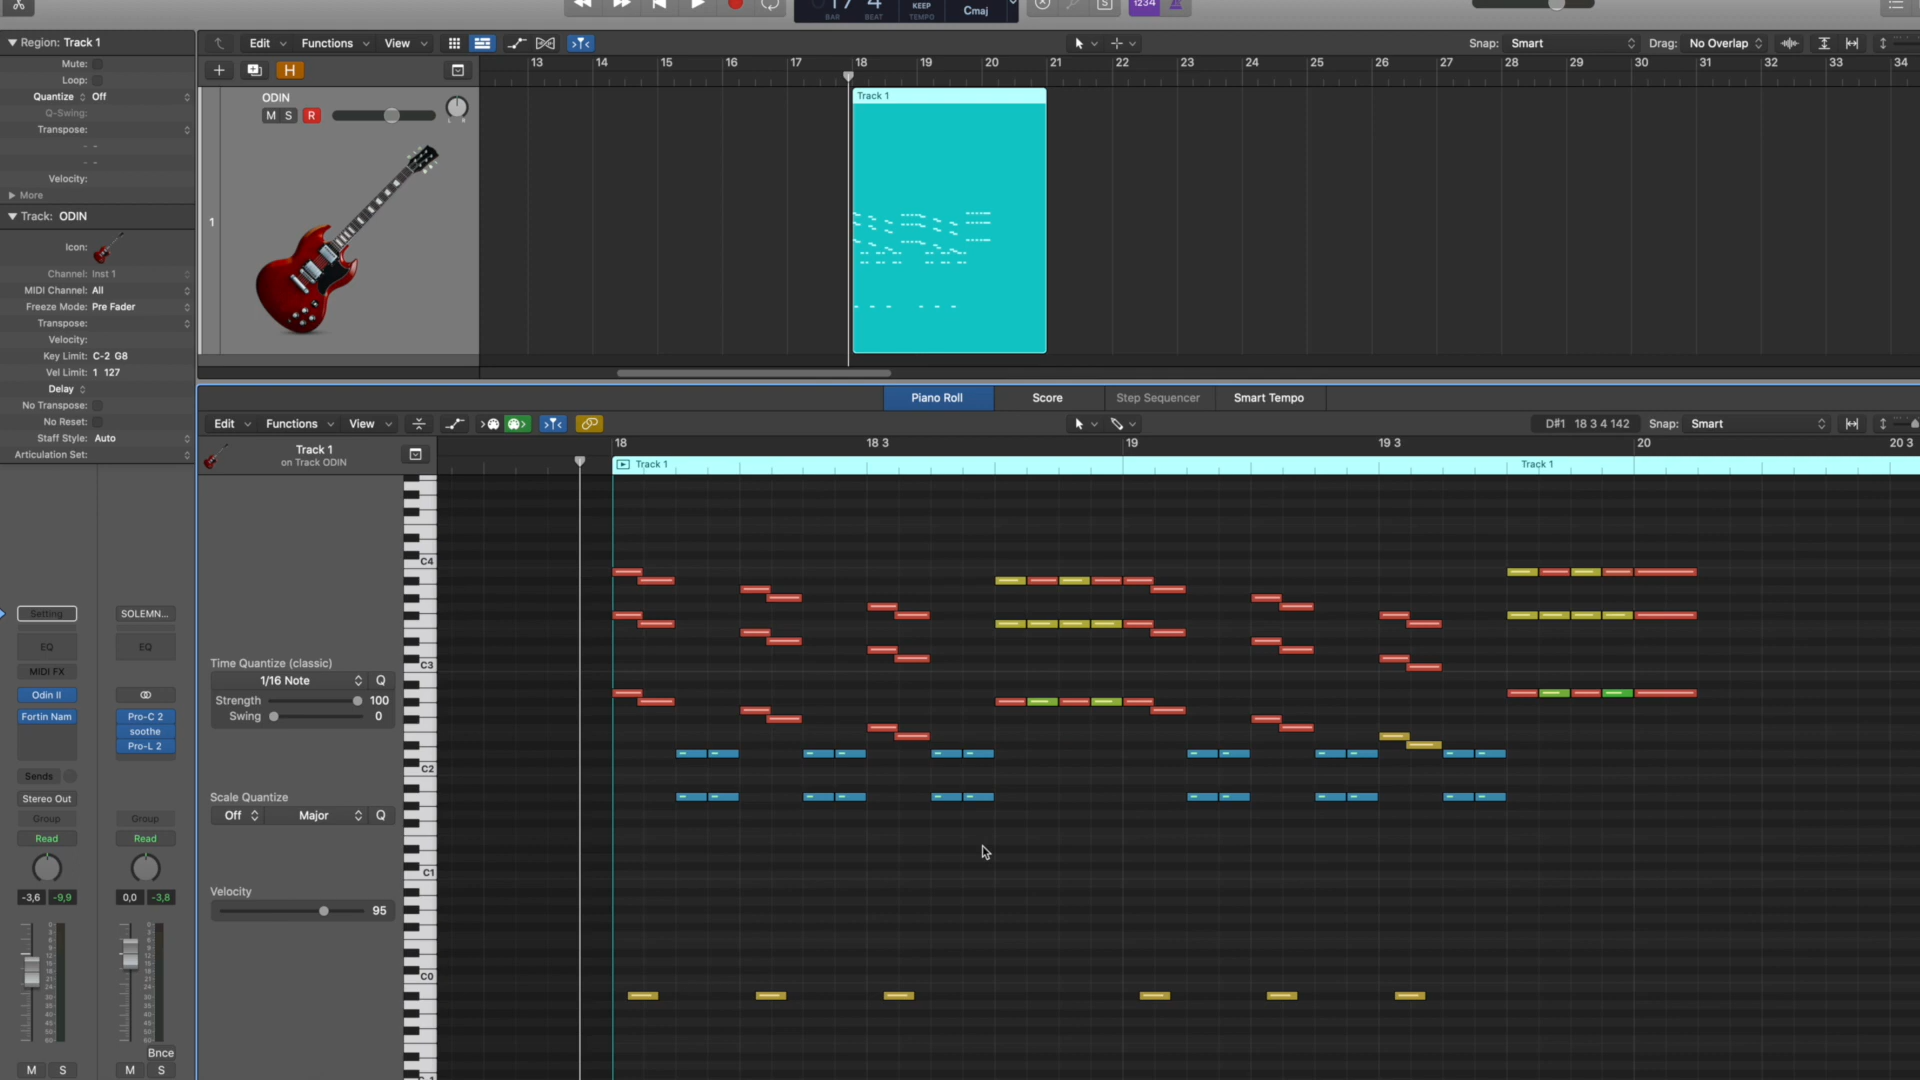 17 4
BAR BEAT
KEEP
TEMPO
Cmaj
S
1234
Region: Track 1
Mute:
Loop:
Quantize Off
Q-Swing:
Transpose:
- -
- -
Velocity:
More
Track: ODIN
Icon:
Channel: Inst 1
MIDI Channel: All
Freeze Mode: Pre Fader
Transpose:
Velocity:
Key Limit: C-2 G8
Vel Limit: 1 127
Delay
No Transpose:
No Reset:
Staff Style: Auto
Articulation Set:
Edit Functions View
Snap: Smart Drag: No Overlap
H
13 14 15 16 17 18 19 20 21 22 23 24 25 26 27 28 29 30 31 32 33 34
1
ODIN
M S R
L R
Track 1
Piano Roll Score Step Sequencer Smart Tempo
Edit Functions View
D#1 18 3 4 142 Snap: Smart
Track 1
on Track ODIN
18 18 3 19 19 3 20 20 3
Track 1 Track 1
C4
C3
C2
C1
C0
C-1
Time Quantize (classic)
1/16 Note Q
Strength 100
Swing 0
Scale Quantize
Off Major Q
Velocity
95
Setting SOLEMN...
EQ EQ
MIDI FX
Odin II
Fortin Nam Pro-C 2
soothe
Pro-L 2
Sends
Stereo Out
Group Group
Read Read
-3,6 -9,9 0,0 -3,8
Bnce
M S M S